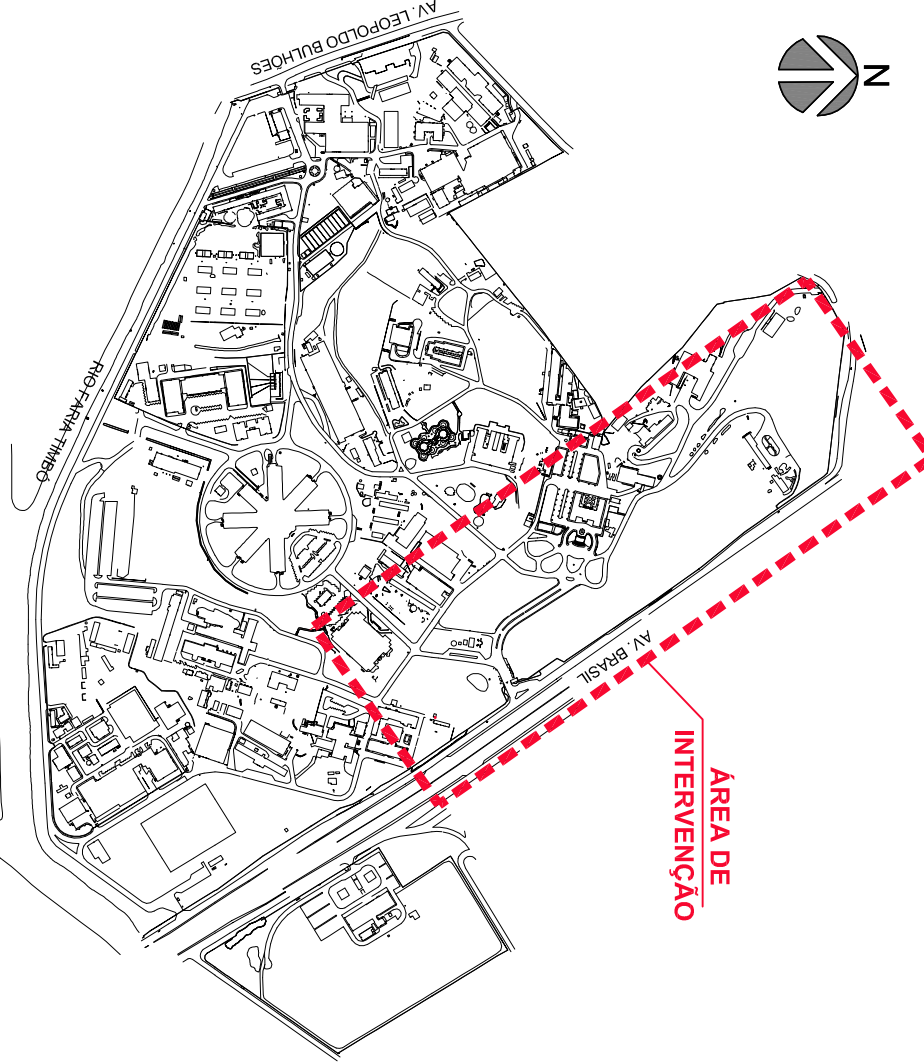 AV. LEOPOLDO BULHÕES
N
RIO FARIA TIMBÓ
AV. BRASIL
ÁREA DE
INTERVENÇÃO